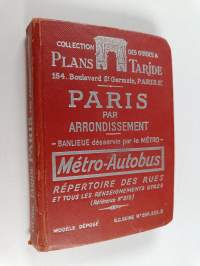 COLLECTION DES GUIDES &
PLANS TARIDE
154, Boulevard St Germain, PARIS 6e
PARIS
PAR
ARRONDISSEMENT
– BANLIEUE desservie par le MÉTRO –
Métro-Autobus
RÉPERTOIRE DES RUES
ET TOUS LES RENSEIGNEMENTS UTILES
MODÈLE DÉPOSÉ